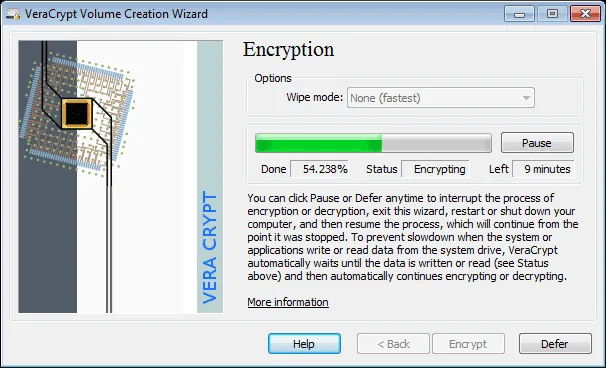 VeraCrypt Volume Creation Wizard
Encryption
Options
Wipe mode: None (fastest)
Pause
Done 54.238% Status Encrypting Left 9 minutes
You can click Pause or Defer anytime to interrupt the process of
encryption or decryption, exit this wizard, restart or shut down your
computer, and then resume the process, which will continue from the
point it was stopped. To prevent slowdown when the system or
applications write or read data from the system drive, VeraCrypt
automatically waits until the data is written or read (see Status
above) and then automatically continues encrypting or decrypting.
More information
VERA CRYPT
Help < Back Encrypt Defer